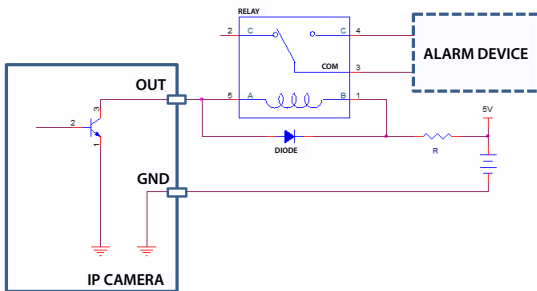 RELAY
2 C C 4
COM 3
ALARM DEVICE
OUT
5 A B 1
3
2
1
DIODE
R
5V
GND
IP CAMERA